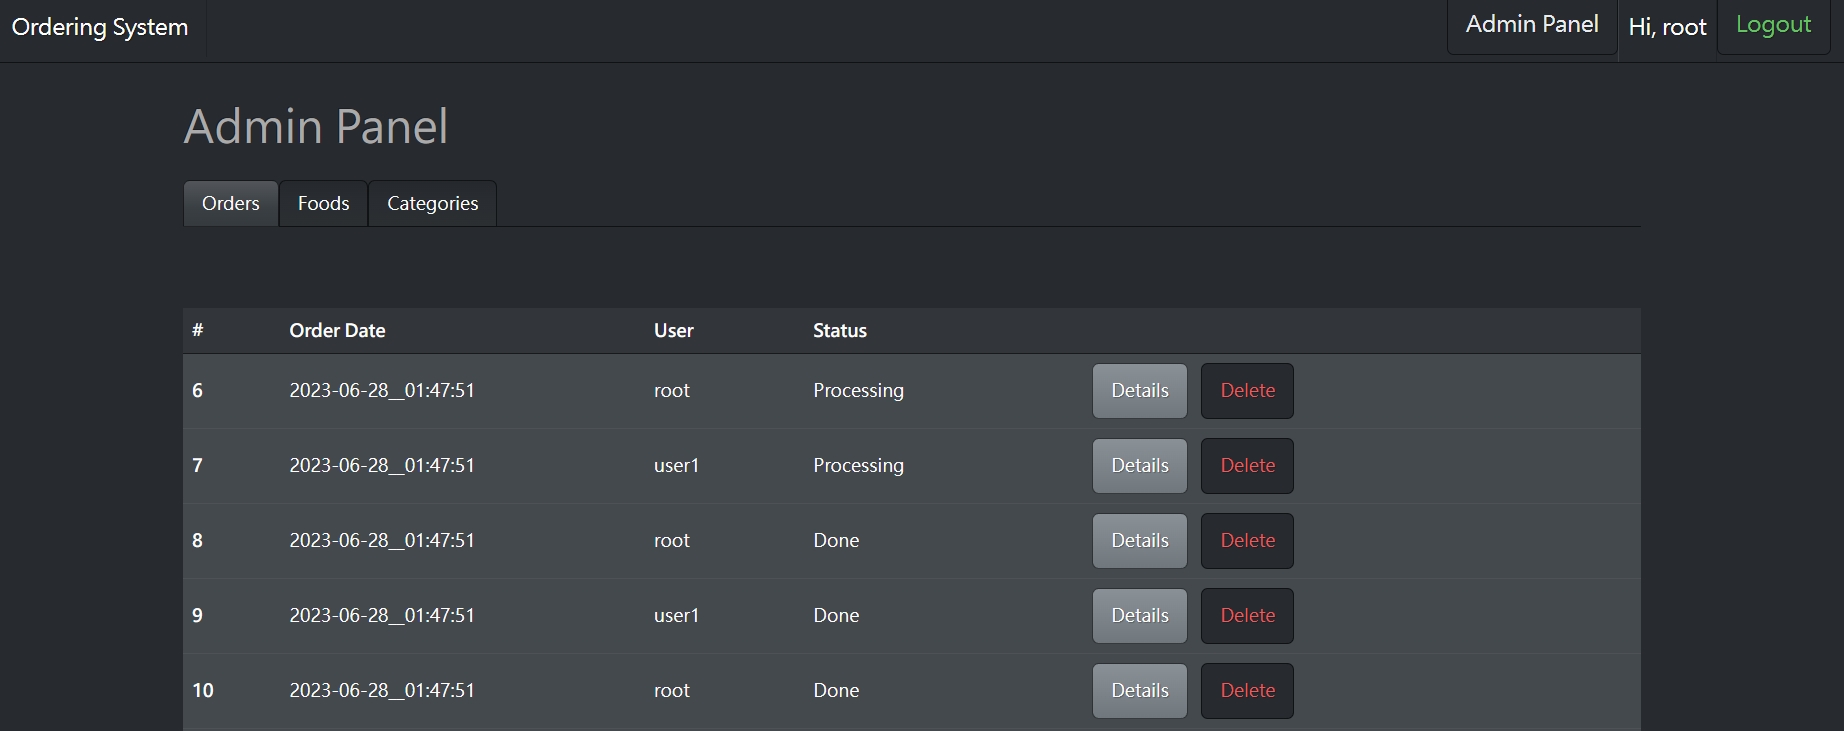 Ordering System Admin Panel Hi, root Logout
Admin Panel
Orders Foods Categories
# Order Date User Status
6 2023-06-28__01:47:51 root Processing Details Delete
7 2023-06-28__01:47:51 user1 Processing Details Delete
8 2023-06-28__01:47:51 root Done Details Delete
9 2023-06-28__01:47:51 user1 Done Details Delete
10 2023-06-28__01:47:51 root Done Details Delete